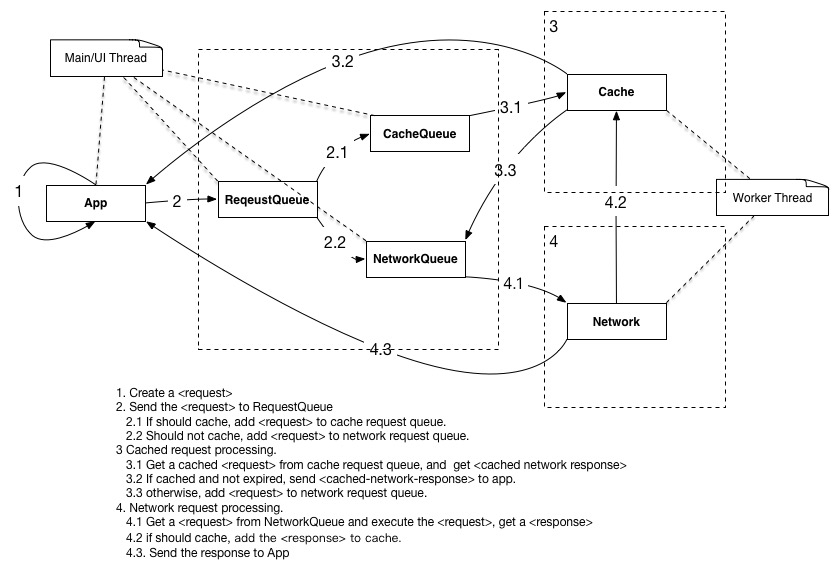 3
Main/UI Thread
3.2
Cache
3.1
CacheQueue
2.1
3.3
1
App
2
ReqeustQueue
4.2
Worker Thread
2.2
NetworkQueue
4
4.1
Network
4.3
1. Create a <request>
2. Send the <request> to RequestQueue
2.1 If should cache, add <request> to cache request queue.
2.2 Should not cache, add <request> to network request queue.
3 Cached request processing.
3.1 Get a cached <request> from cache request queue, and get <cached network response>
3.2 If cached and not expired, send <cached-network-response> to app.
3.3 otherwise, add <request> to network request queue.
4. Network request processing.
4.1 Get a <request> from NetworkQueue and execute the <request>, get a <response>
4.2 if should cache, add the <response> to cache.
4.3. Send the response to App